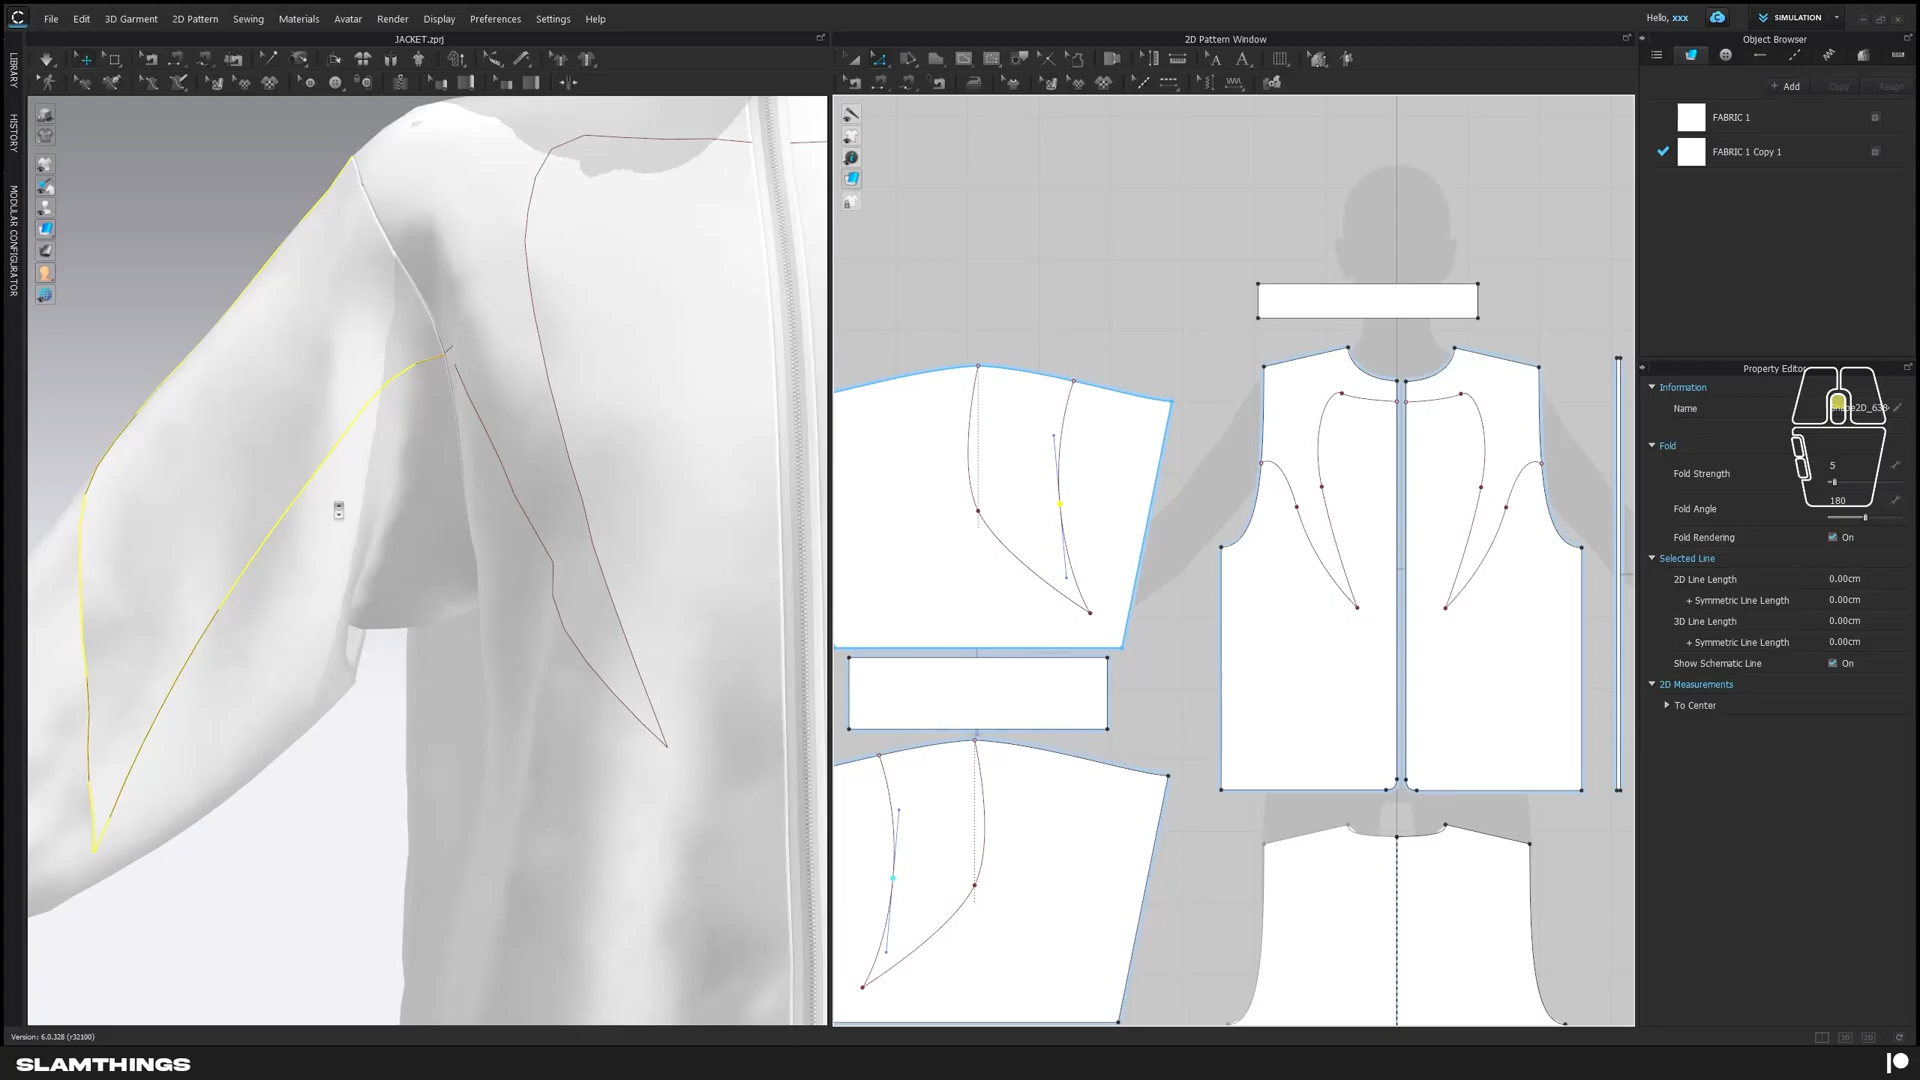 File Edit 3D Garment 2D Pattern Sewing Materials Avatar Render Display Preferences Settings Help
Hello, xxx
SIMULATION
JACKET.zprj
2D Pattern Window
Object Browser
LIBRARY
HISTORY
MODULAR CONFIGURATOR
+ Add Copy Assign
FABRIC 1
FABRIC 1 Copy 1
Property Editor
Information
Name
Fold
Fold Strength 5
Fold Angle 180
Fold Rendering On
Selected Line
2D Line Length 0.00cm
+ Symmetric Line Length 0.00cm
3D Line Length 0.00cm
+ Symmetric Line Length 0.00cm
Show Schematic Line On
2D Measurements
To Center
Version: 6.0.328 (r32100)
3D 2D
SLAMTHINGS